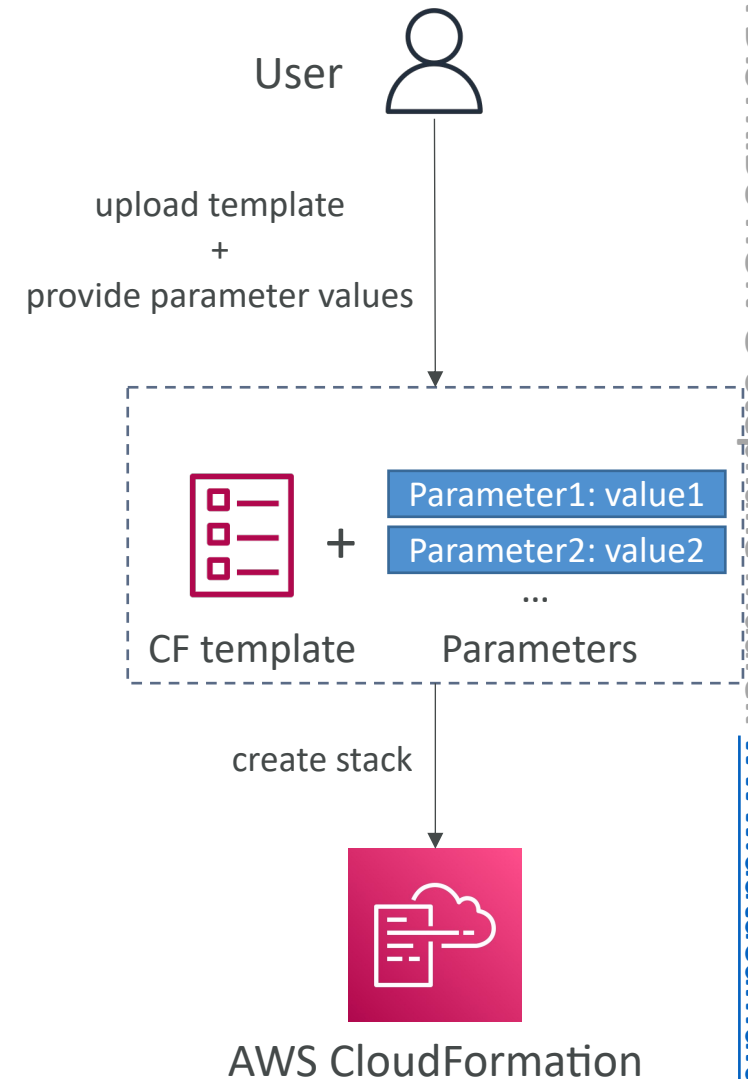 User
upload template
+
provide parameter values
Parameter1: value1
+
Parameter2: value2
...
CF template
Parameters
create stack
AWS CloudFormation